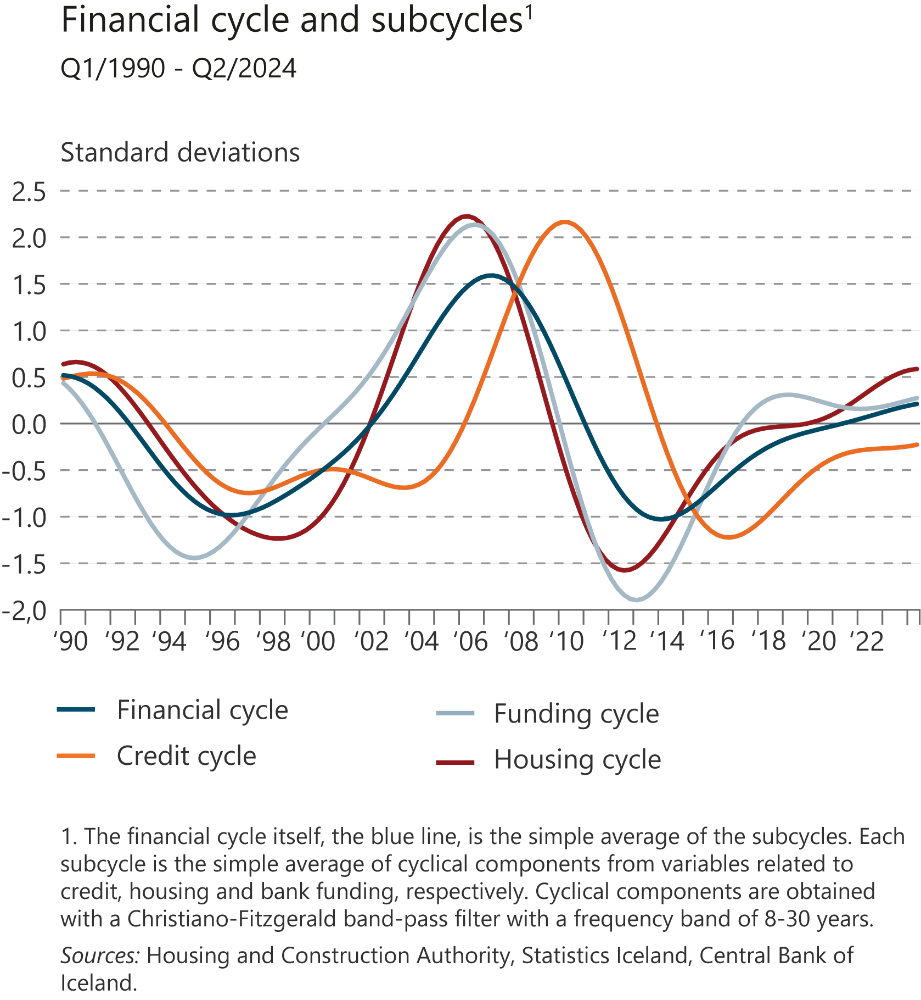 Financial cycle and subcycles¹
Q1/1990 - Q2/2024
Standard deviations
2.5
2.0
1.5
1.0
0.5
0.0
-0.5
-1.0
-1.5
-2,0
‘90 ‘92 ‘94 ‘96 ‘98 ‘00 ‘02 ‘04 ‘06 ‘08 ‘10 ‘12 ‘14 ‘16 ‘18 ‘20 ‘22
Financial cycle
Funding cycle
Credit cycle
Housing cycle
1. The financial cycle itself, the blue line, is the simple average of the subcycles. Each
subcycle is the simple average of cyclical components from variables related to
credit, housing and bank funding, respectively. Cyclical components are obtained
with a Christiano-Fitzgerald band-pass filter with a frequency band of 8-30 years.
Sources: Housing and Construction Authority, Statistics Iceland, Central Bank of
Iceland.